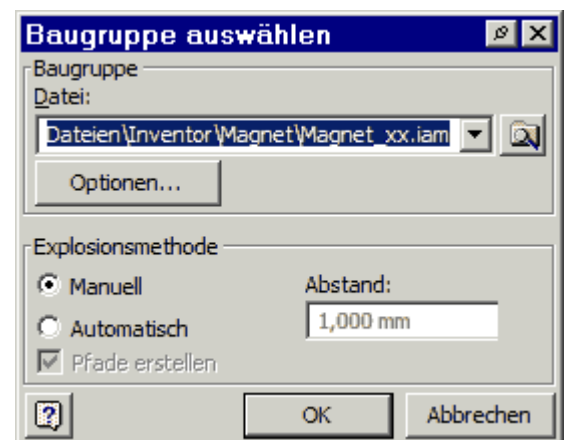 Baugruppe auswählen
Baugruppe
Datei:
Dateien\Inventor\Magnet\Magnet_xx.iam
Optionen...
Explosionsmethode
Manuell
Abstand:
Automatisch
1,000 mm
Pfade erstellen
?
OK
Abbrechen